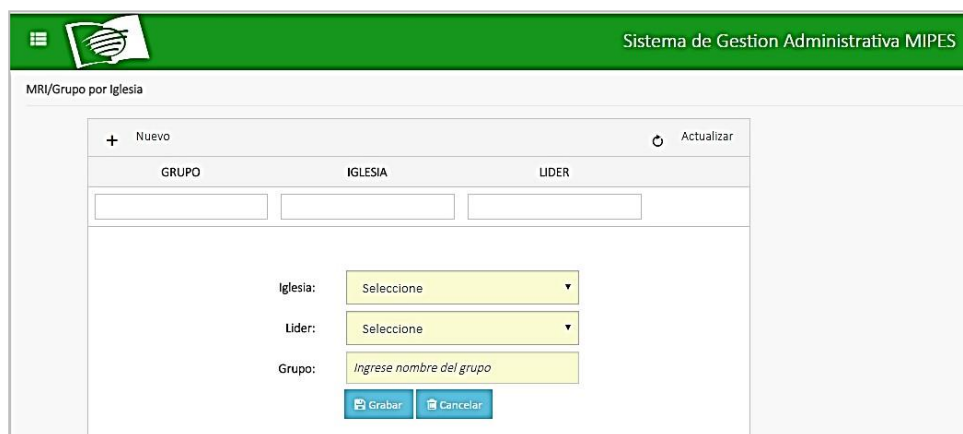 Sistema de Gestion Administrativa MIPES
MRI/Grupo por Iglesia
+ Nuevo Actualizar
GRUPO IGLESIA LIDER
Iglesia: Seleccione
Lider: Seleccione
Grupo: Ingrese nombre del grupo
Grabar Cancelar